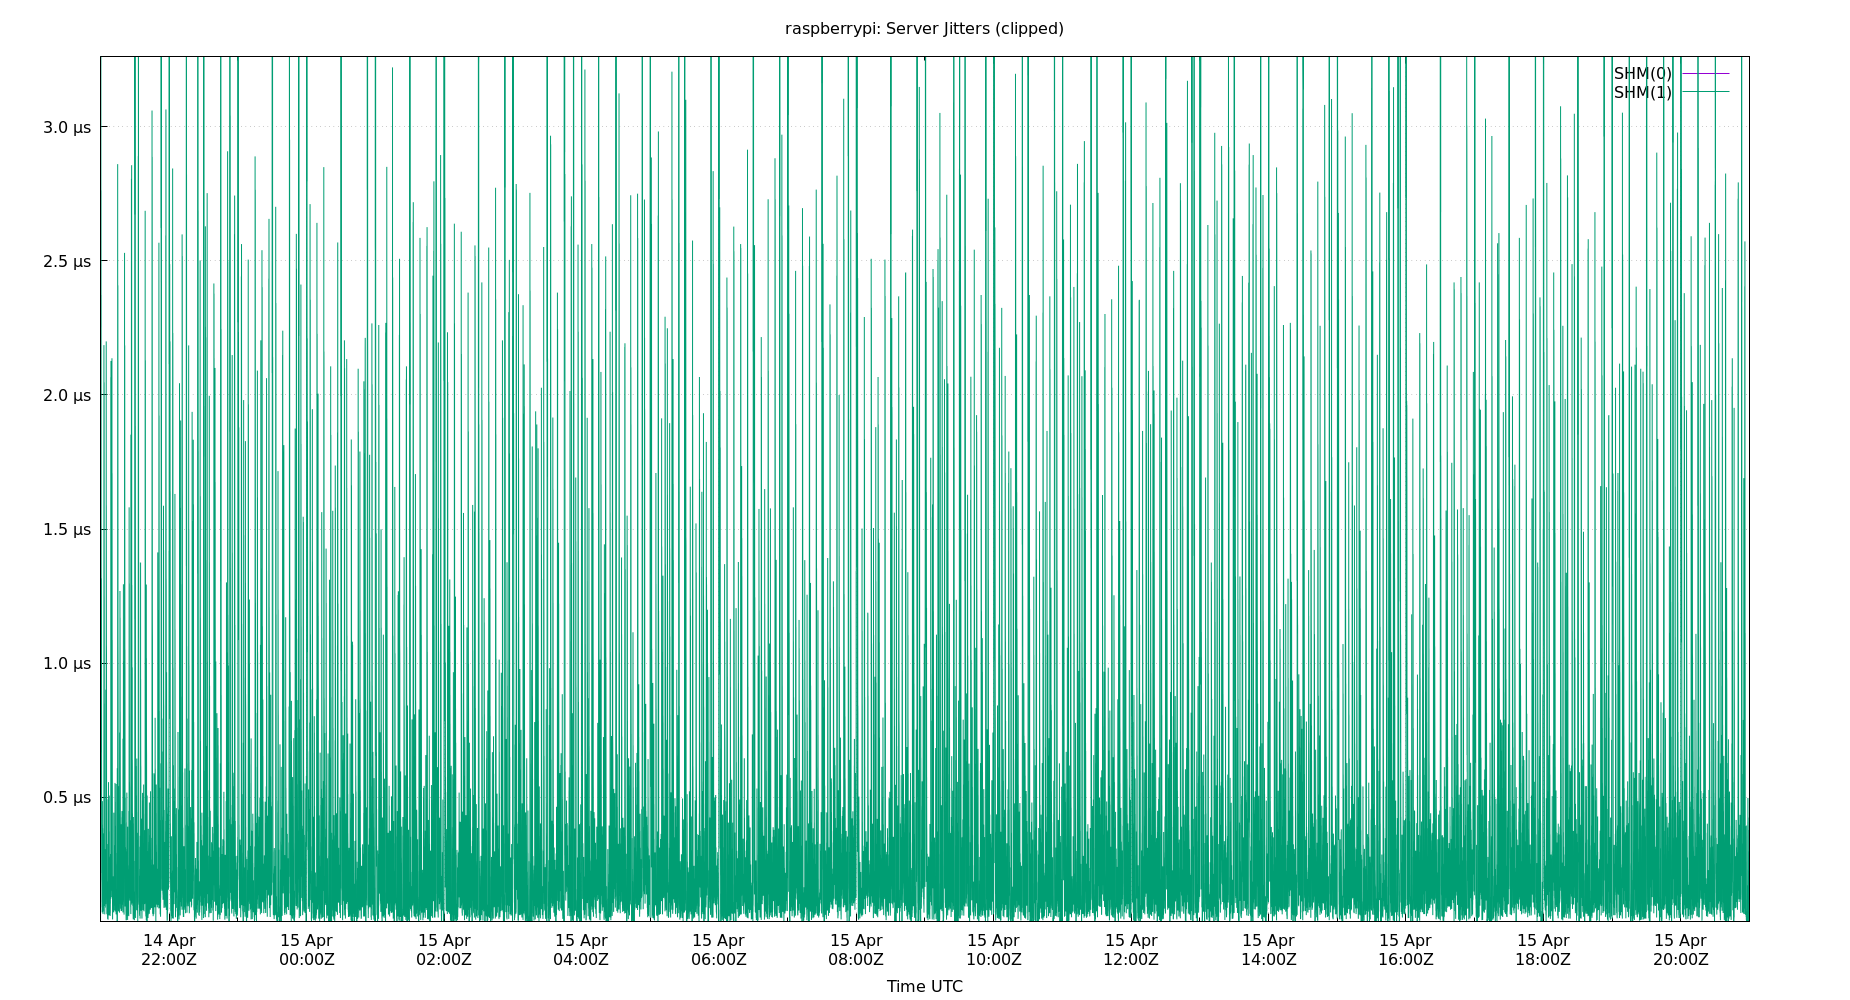 raspberrypi: Server Jitters (clipped)
SHM(0)
SHM(1)
3.0 µs
2.5 µs
2.0 µs
1.5 µs
1.0 µs
0.5 µs
14 Apr 15 Apr 15 Apr 15 Apr 15 Apr 15 Apr 15 Apr 15 Apr 15 Apr 15 Apr 15 Apr 15 Apr
22:00Z 00:00Z 02:00Z 04:00Z 06:00Z 08:00Z 10:00Z 12:00Z 14:00Z 16:00Z 18:00Z 20:00Z
Time UTC